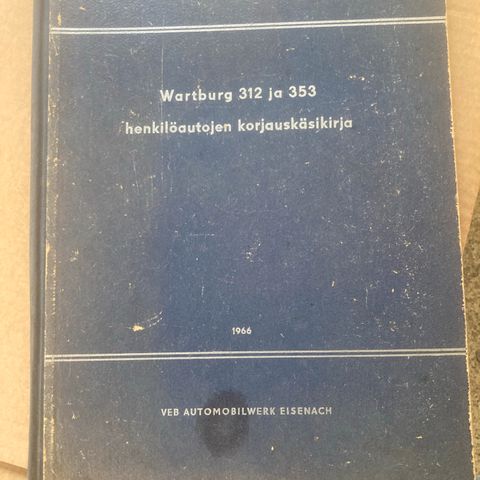 Wartburg 312 ja 353
henkilöautojen korjauskäsikirja
1966
VEB AUTOMOBILWERK EISENACH